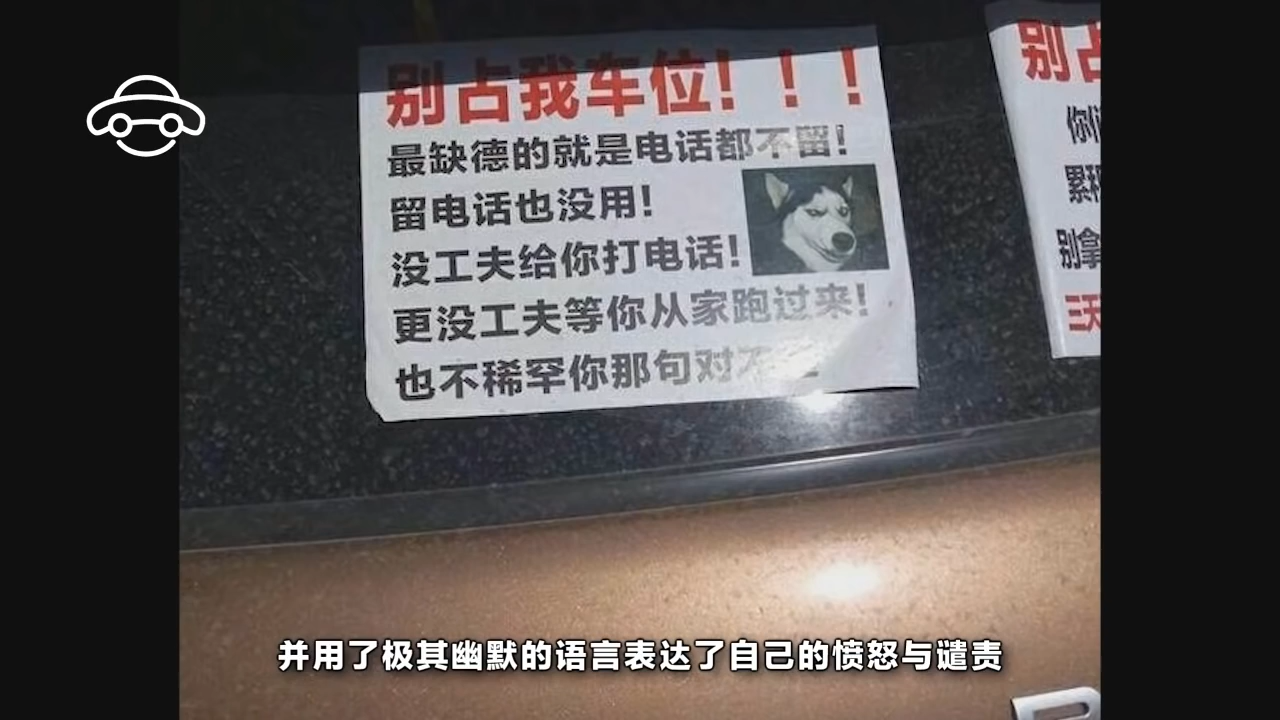 别占我车位！！！
最缺德的就是电话都不留！
留电话也没用！
没工夫给你打电话！
更没工夫等你从家跑过来！
也不稀罕你那句对不
别占
你
累积
别拿
三天
并用了极其幽默的语言表达了自己的愤怒与谴责